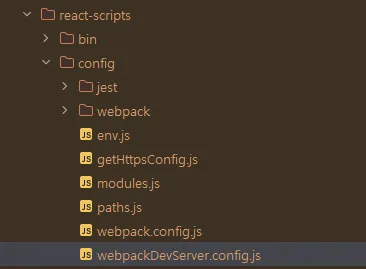 react-scripts
bin
config
jest
webpack
JS env.js
JS getHttpsConfig.js
JS modules.js
JS paths.js
JS webpack.config.js
JS webpackDevServer.config.js